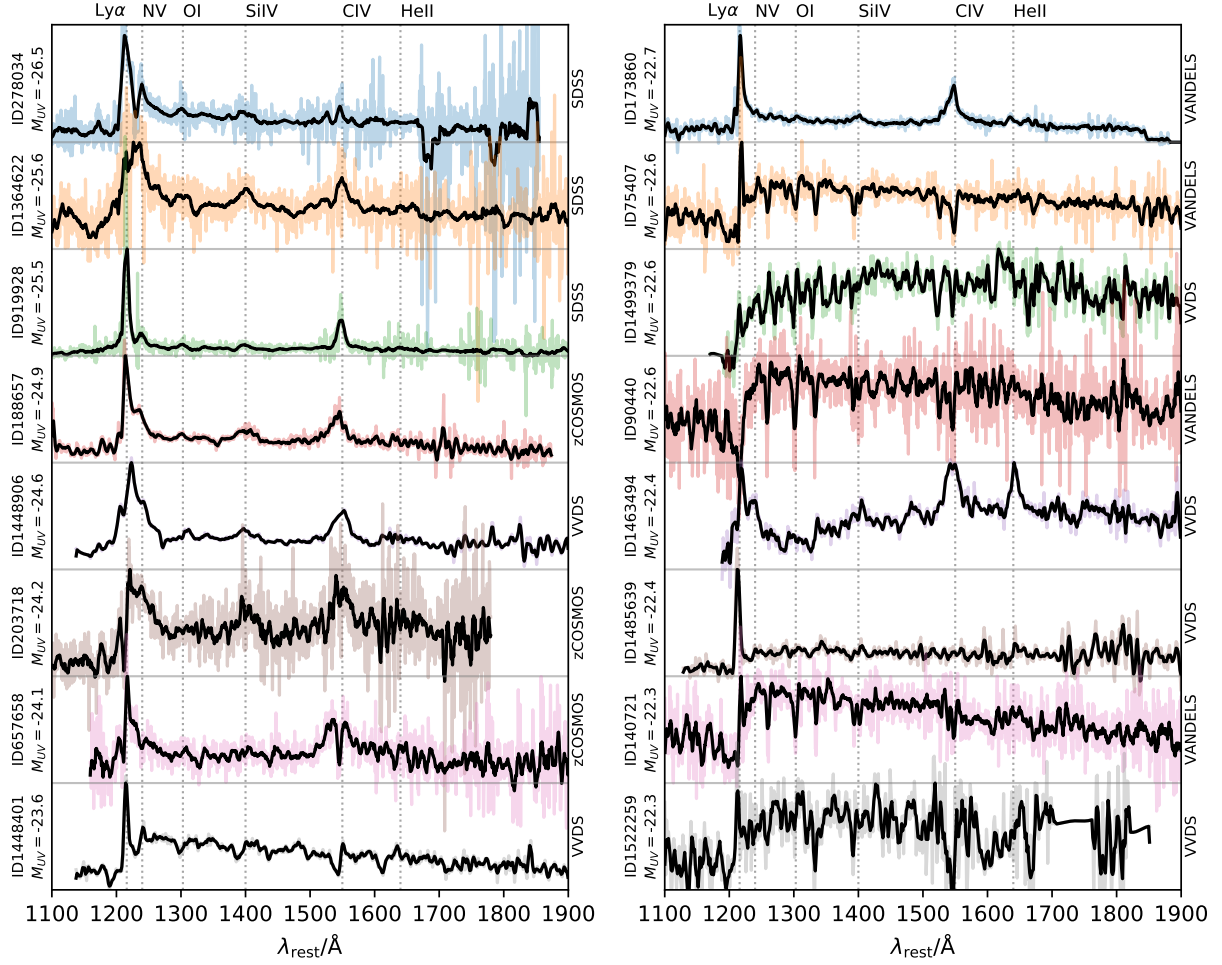 Lyα NV OI SiIV CIV HeII
ID278034
M_UV = -26.5
SDSS
ID1364622
M_UV = -25.6
SDSS
ID919928
M_UV = -25.5
SDSS
ID188657
M_UV = -24.9
zCOSMOS
ID1448906
M_UV = -24.6
VVDS
ID203718
M_UV = -24.2
zCOSMOS
ID657658
M_UV = -24.1
zCOSMOS
ID1448401
M_UV = -23.6
VVDS
1100 1200 1300 1400 1500 1600 1700 1800 1900
λrest/Å
Lyα NV OI SiIV CIV HeII
ID173860
M_UV = -22.7
VANDELS
ID75407
M_UV = -22.6
VANDELS
ID1499379
M_UV = -22.6
VVDS
ID90440
M_UV = -22.6
VANDELS
ID1463494
M_UV = -22.4
VVDS
ID1485639
M_UV = -22.4
VVDS
ID140721
M_UV = -22.3
VANDELS
ID1522259
M_UV = -22.3
VVDS
1100 1200 1300 1400 1500 1600 1700 1800 1900
λrest/Å